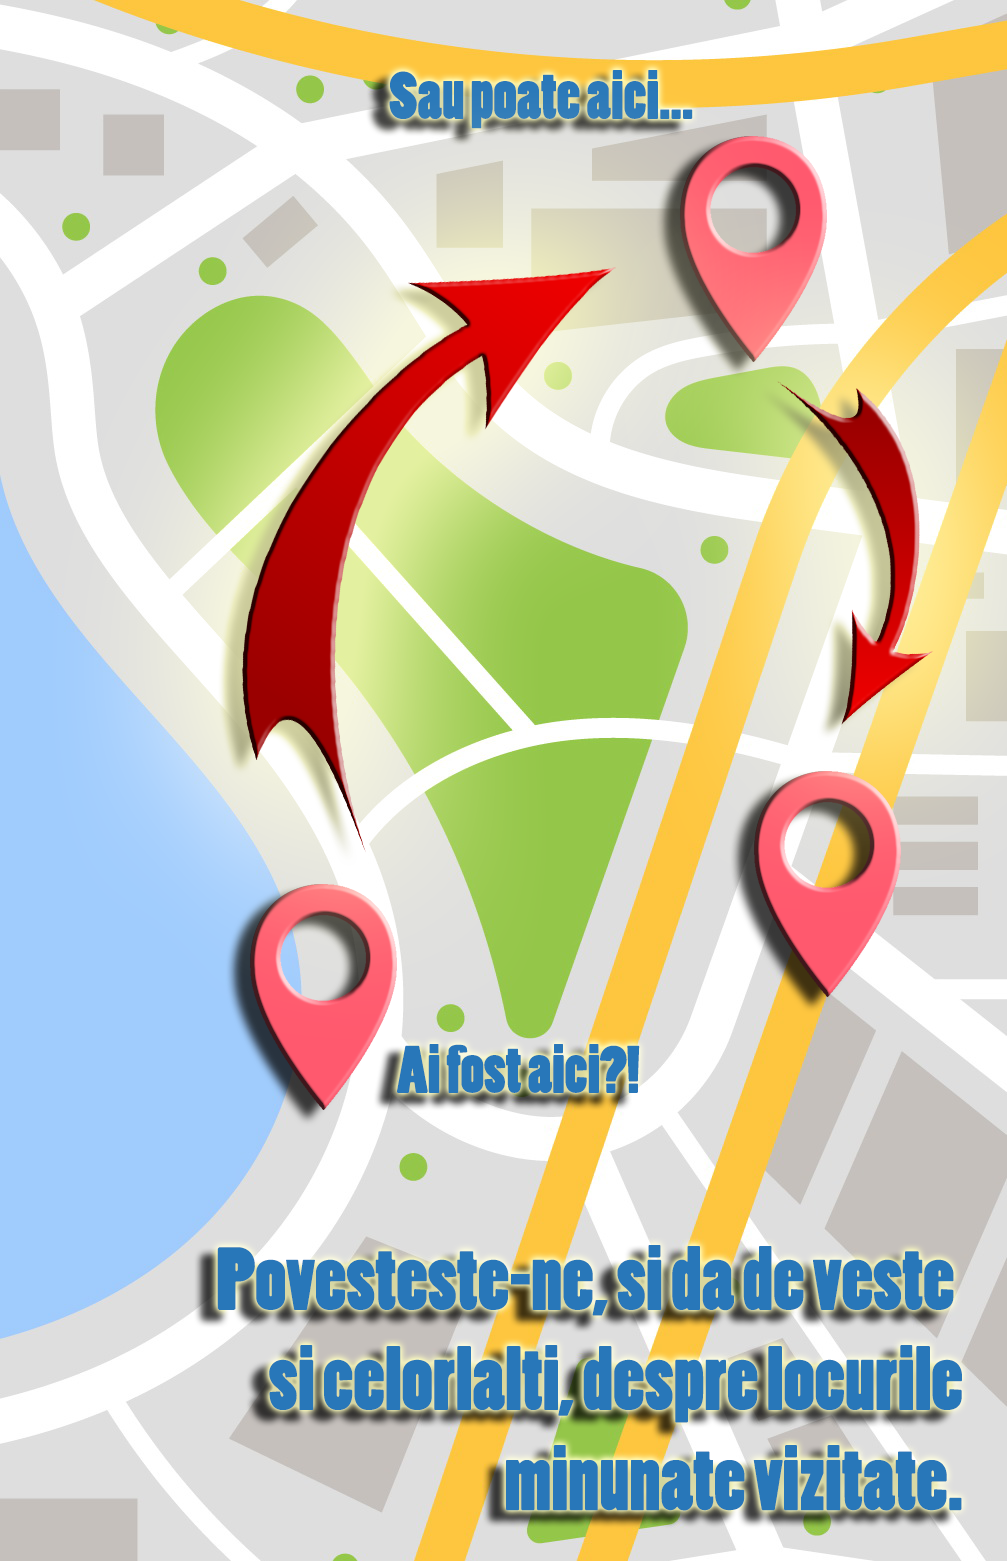 Sau poate aici...
Ai fost aici?!
Povesteste-ne, si da de veste
si celorlalti, despre locurile
minunate vizitate.